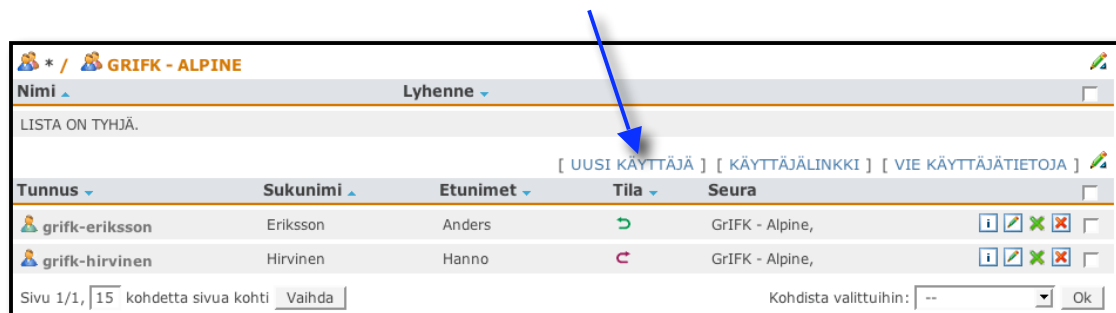 * / GRIFK - ALPINE
Nimi Lyhenne
LISTA ON TYHJÄ.
[ UUSI KÄYTTÄJÄ ] [ KÄYTTÄJÄLINKKI ] [ VIE KÄYTTÄJÄTIETOJA ]
Tunnus Sukunimi Etunimet Tila Seura
grifk-eriksson Eriksson Anders GrIFK - Alpine,
grifk-hirvinen Hirvinen Hanno GrIFK - Alpine,
Sivu 1/1, 15 kohdetta sivua kohti Vaihda Kohdista valittuihin: -- Ok